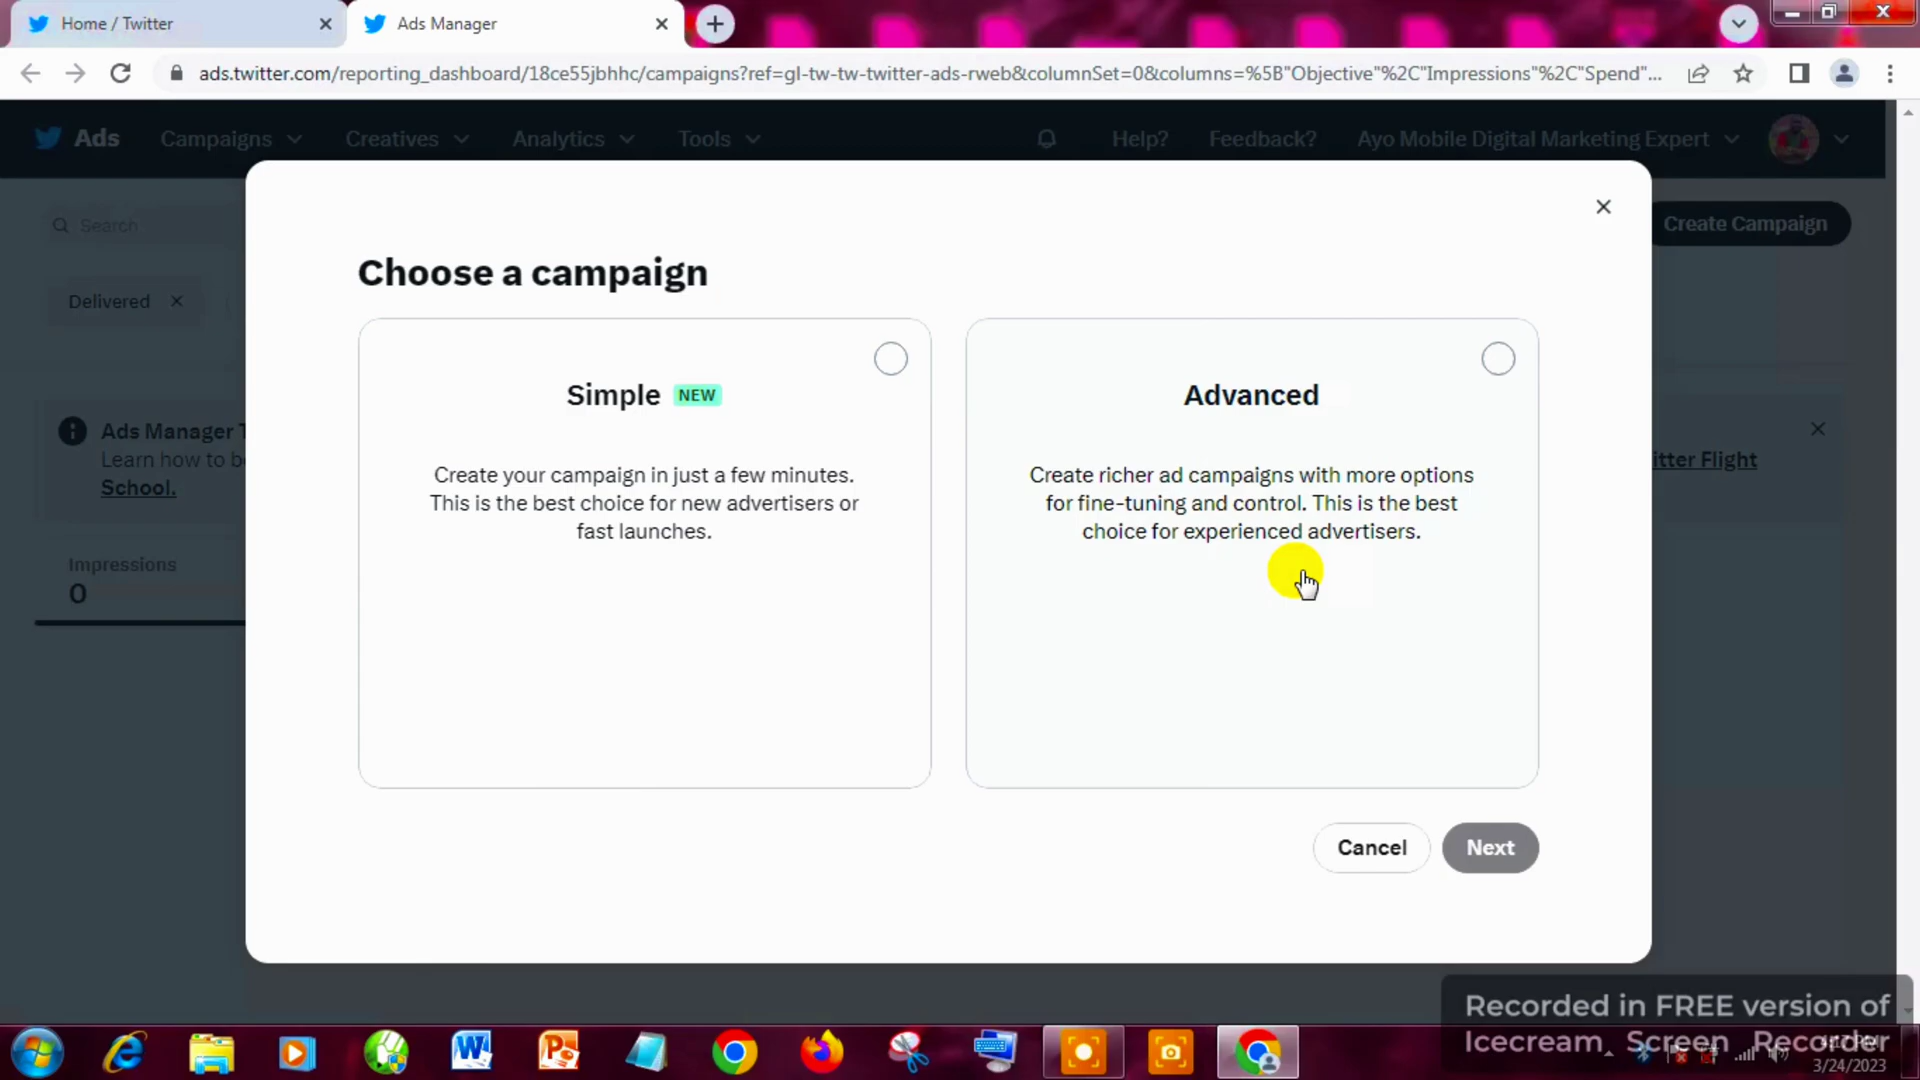 Home / Twitter
Ads Manager
ads.twitter.com/reporting_dashboard/18ce55jbhhc/campaigns?ref=gl-tw-tw-twitter-ads-rweb&columnSet=0&columns=%5B"Objective"%2C"Impressions"%2C"Spend"...
Ads
Campaigns
Creatives
Analytics
Tools
Help?
Feedback?
Ayo Mobile Digital Marketing Expert
Search
Create Campaign
Delivered
Choose a campaign
Simple NEW
Create your campaign in just a few minutes.
This is the best choice for new advertisers or
fast launches.
Advanced
Create richer ad campaigns with more options
for fine-tuning and control. This is the best
choice for experienced advertisers.
Ads Manager
Learn how to
School.
itter Flight
Impressions
0
Cancel
Next
Recorded in FREE version of
Icecream Screen Recorder
3/24/2023